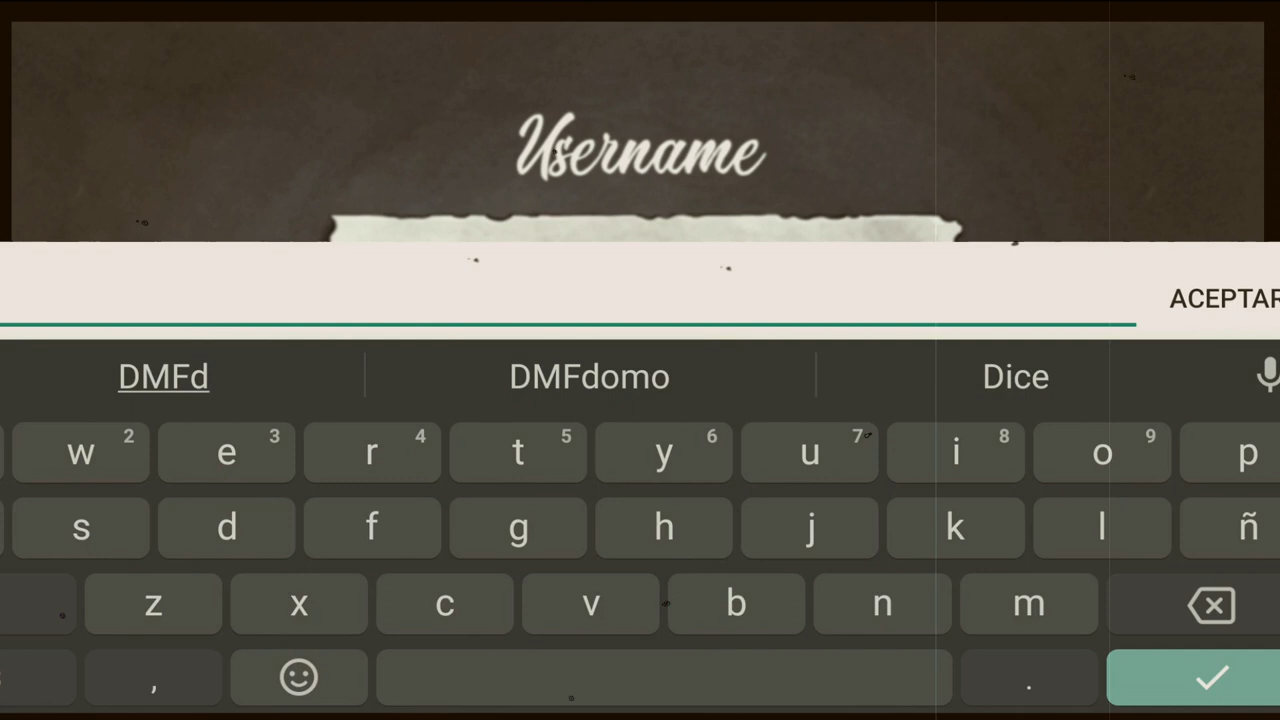 Username
ACEPTAR
DMFd DMFdomo Dice
w 2 e 3 r 4 t 5 y 6 u 7 i 8 o 9 p
s d f g h j k l ñ
z x c v b n m
, .